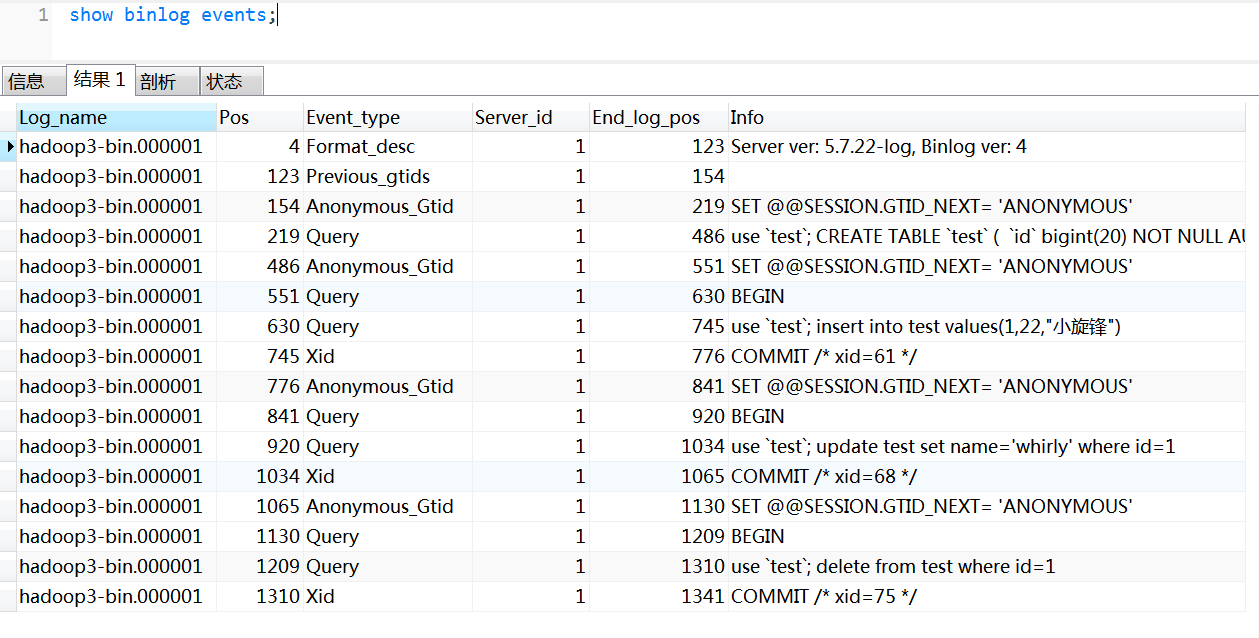 1 show binlog events;
信息 结果 1 剖析 状态
Log_name Pos Event_type Server_id End_log_pos Info
hadoop3-bin.000001 4 Format_desc 1 123 Server ver: 5.7.22-log, Binlog ver: 4
hadoop3-bin.000001 123 Previous_gtids 1 154
hadoop3-bin.000001 154 Anonymous_Gtid 1 219 SET @@SESSION.GTID_NEXT= 'ANONYMOUS'
hadoop3-bin.000001 219 Query 1 486 use `test`; CREATE TABLE `test` ( `id` bigint(20) NOT NULL AU
hadoop3-bin.000001 486 Anonymous_Gtid 1 551 SET @@SESSION.GTID_NEXT= 'ANONYMOUS'
hadoop3-bin.000001 551 Query 1 630 BEGIN
hadoop3-bin.000001 630 Query 1 745 use `test`; insert into test values(1,22,"小旋锋")
hadoop3-bin.000001 745 Xid 1 776 COMMIT /* xid=61 */
hadoop3-bin.000001 776 Anonymous_Gtid 1 841 SET @@SESSION.GTID_NEXT= 'ANONYMOUS'
hadoop3-bin.000001 841 Query 1 920 BEGIN
hadoop3-bin.000001 920 Query 1 1034 use `test`; update test set name='whirly' where id=1
hadoop3-bin.000001 1034 Xid 1 1065 COMMIT /* xid=68 */
hadoop3-bin.000001 1065 Anonymous_Gtid 1 1130 SET @@SESSION.GTID_NEXT= 'ANONYMOUS'
hadoop3-bin.000001 1130 Query 1 1209 BEGIN
hadoop3-bin.000001 1209 Query 1 1310 use `test`; delete from test where id=1
hadoop3-bin.000001 1310 Xid 1 1341 COMMIT /* xid=75 */